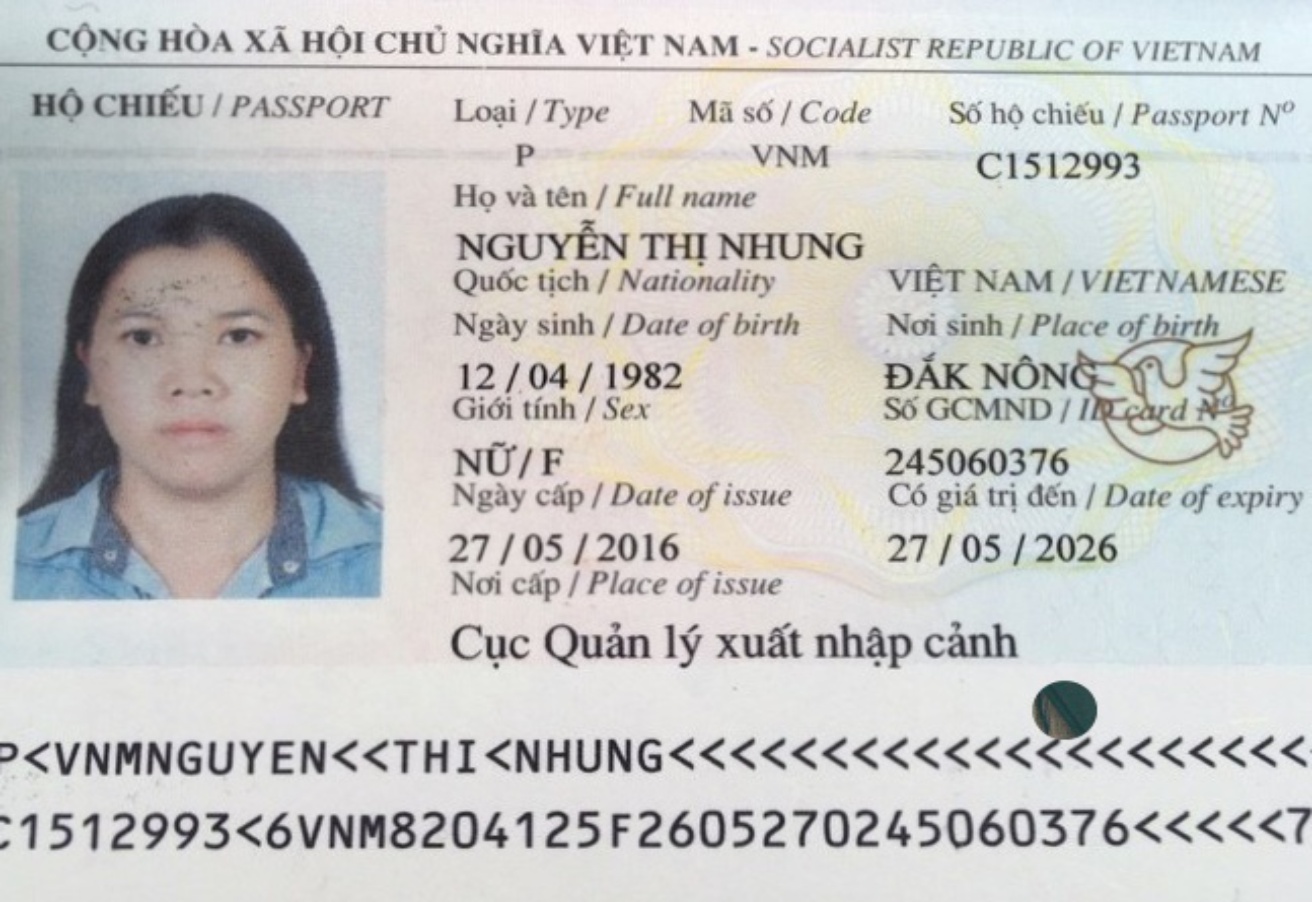 CỘNG HÒA XÃ HỘI CHỦ NGHĨA VIỆT NAM - SOCIALIST REPUBLIC OF VIETNAM
HỘ CHIẾU / PASSPORT Loại / Type Mã số / Code Số hộ chiếu / Passport Nº
P VNM C1512993
Họ và tên / Full name
NGUYỄN THỊ NHUNG
Quốc tịch / Nationality VIỆT NAM / VIETNAMESE
Ngày sinh / Date of birth Nơi sinh / Place of birth
12 / 04 / 1982 ĐẮK NÔNG
Giới tính / Sex Số GCMND / ID card Nº
NỮ / F 245060376
Ngày cấp / Date of issue Có giá trị đến / Date of expiry
27 / 05 / 2016 27 / 05 / 2026
Nơi cấp / Place of issue
Cục Quản lý xuất nhập cảnh
P<VNMNGUYEN<<THI<NHUNG<<<<<<<<<<<<<<<<<<<<<<
C1512993<6VNM8204125F2605270245060376<<<<<7